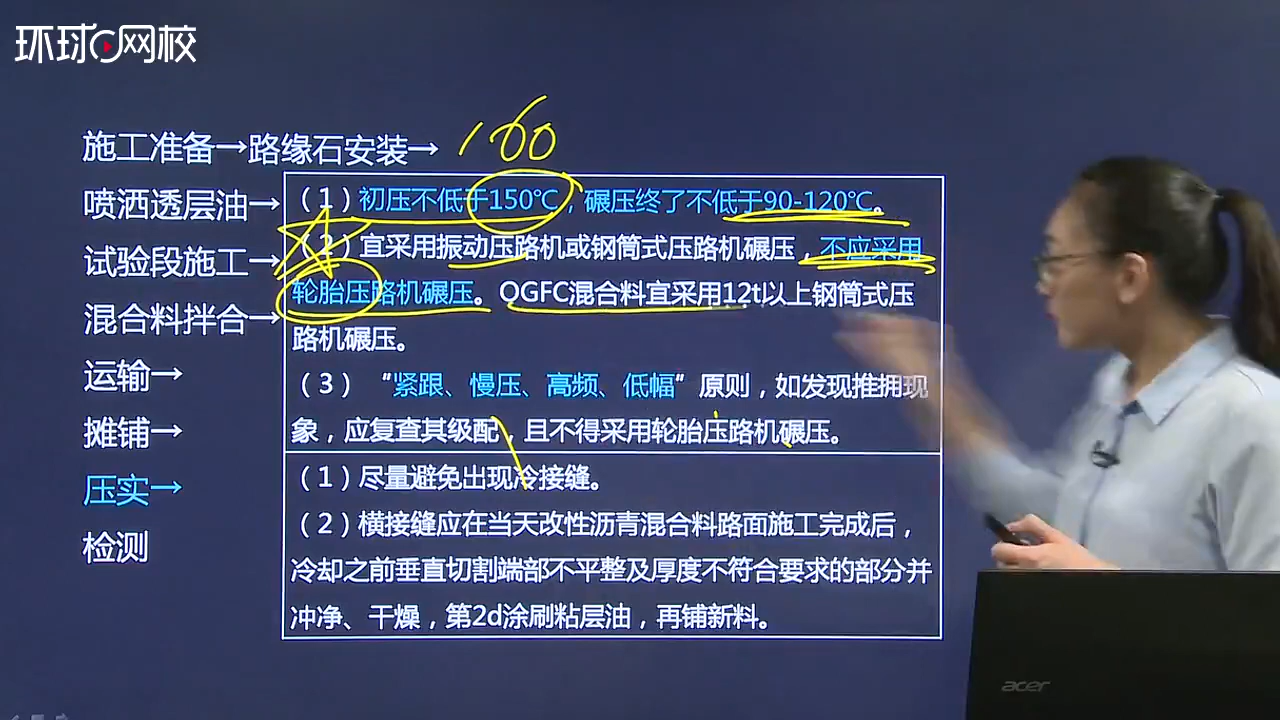 环球网校
施工准备→路缘石安装→
160
喷洒透层油→
试验段施工→
混合料拌合→
运输→
摊铺→
压实→
检测
（1）初压不低于150℃，碾压终了不低于90-120℃。
（2）宜采用振动压路机或钢筒式压路机碾压，不应采用
轮胎压路机碾压。QGFC混合料宜采用12t以上钢筒式压
路机碾压。
（3）“紧跟、慢压、高频、低幅”原则，如发现推拥现
象，应复查其级配，且不得采用轮胎压路机碾压。
（1）尽量避免出现冷接缝。
（2）横接缝应在当天改性沥青混合料路面施工完成后，
冷却之前垂直切割端部不平整及厚度不符合要求的部分并
冲净、干燥，第2d涂刷粘层油，再铺新料。
acer